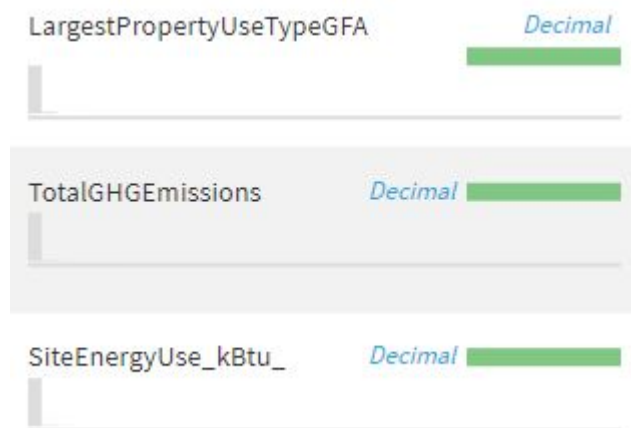 LargestPropertyUseTypeGFA Decimal
TotalGHGEmissions Decimal
SiteEnergyUse_kBtu_ Decimal